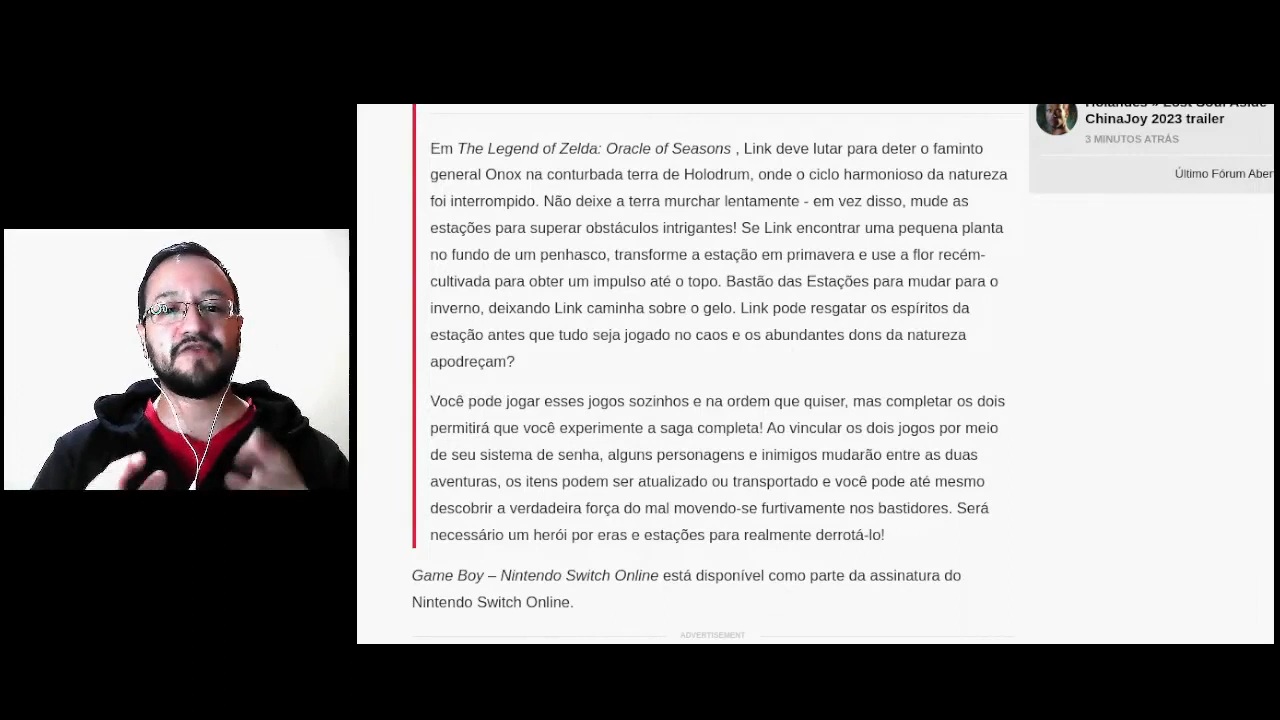 Holandês » Lost Soul Aside
ChinaJoy 2023 trailer
3 MINUTOS ATRÁS
Último Fórum Aber
Em The Legend of Zelda: Oracle of Seasons , Link deve lutar para deter o faminto
general Onox na conturbada terra de Holodrum, onde o ciclo harmonioso da natureza
foi interrompido. Não deixe a terra murchar lentamente - em vez disso, mude as
estações para superar obstáculos intrigantes! Se Link encontrar uma pequena planta
no fundo de um penhasco, transforme a estação em primavera e use a flor recém-
cultivada para obter um impulso até o topo. Bastão das Estações para mudar para o
inverno, deixando Link caminha sobre o gelo. Link pode resgatar os espíritos da
estação antes que tudo seja jogado no caos e os abundantes dons da natureza
apodreçam?
Você pode jogar esses jogos sozinhos e na ordem que quiser, mas completar os dois
permitirá que você experimente a saga completa! Ao vincular os dois jogos por meio
de seu sistema de senha, alguns personagens e inimigos mudarão entre as duas
aventuras, os itens podem ser atualizado ou transportado e você pode até mesmo
descobrir a verdadeira força do mal movendo-se furtivamente nos bastidores. Será
necessário um herói por eras e estações para realmente derrotá-lo!
Game Boy – Nintendo Switch Online está disponível como parte da assinatura do
Nintendo Switch Online.
ADVERTISEMENT